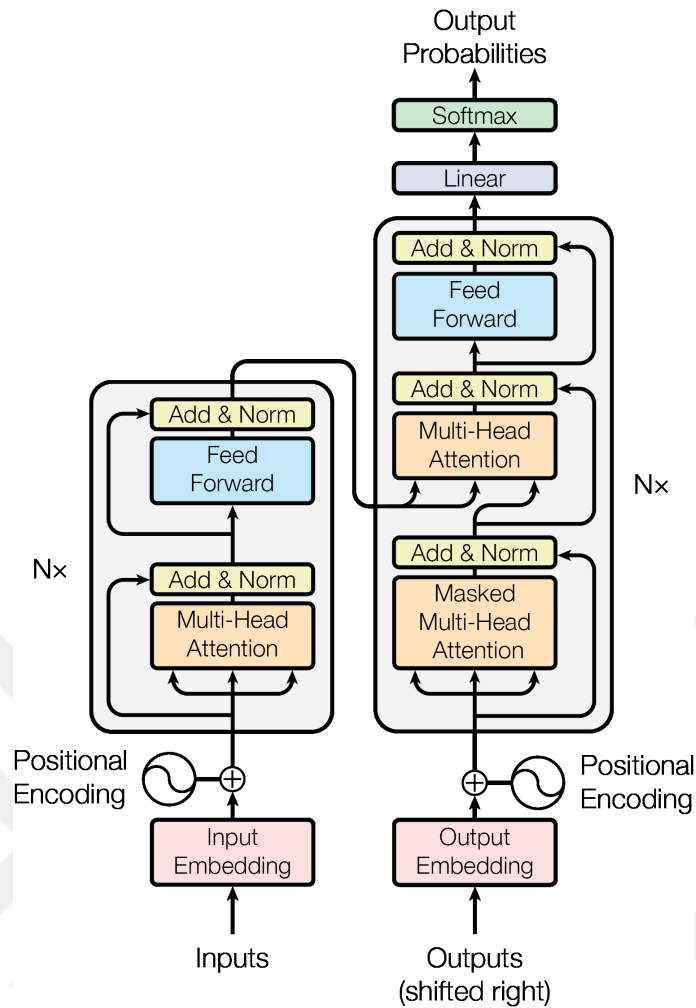 Output
Probabilities
Softmax
Linear
Add & Norm
Feed
Forward
Add & Norm
Multi-Head
Attention
Nx
Add & Norm
Masked
Multi-Head
Attention
Add & Norm
Feed
Forward
Nx
Add & Norm
Multi-Head
Attention
Positional
Encoding
Positional
Encoding
Input
Embedding
Output
Embedding
Inputs
Outputs
(shifted right)